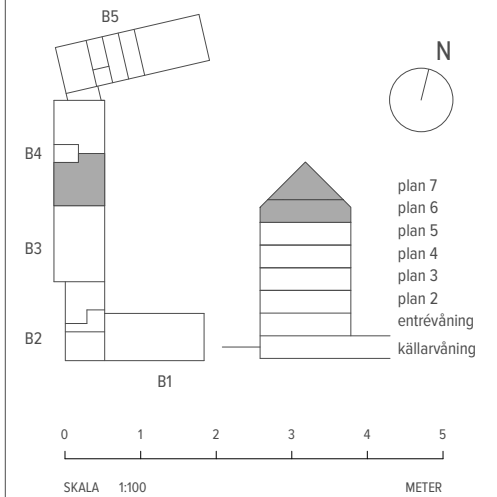 B5
N
B4
B3
B2
B1
plan 7
plan 6
plan 5
plan 4
plan 3
plan 2
entrévåning
källarvåning
0 1 2 3 4 5
SKALA 1:100 METER